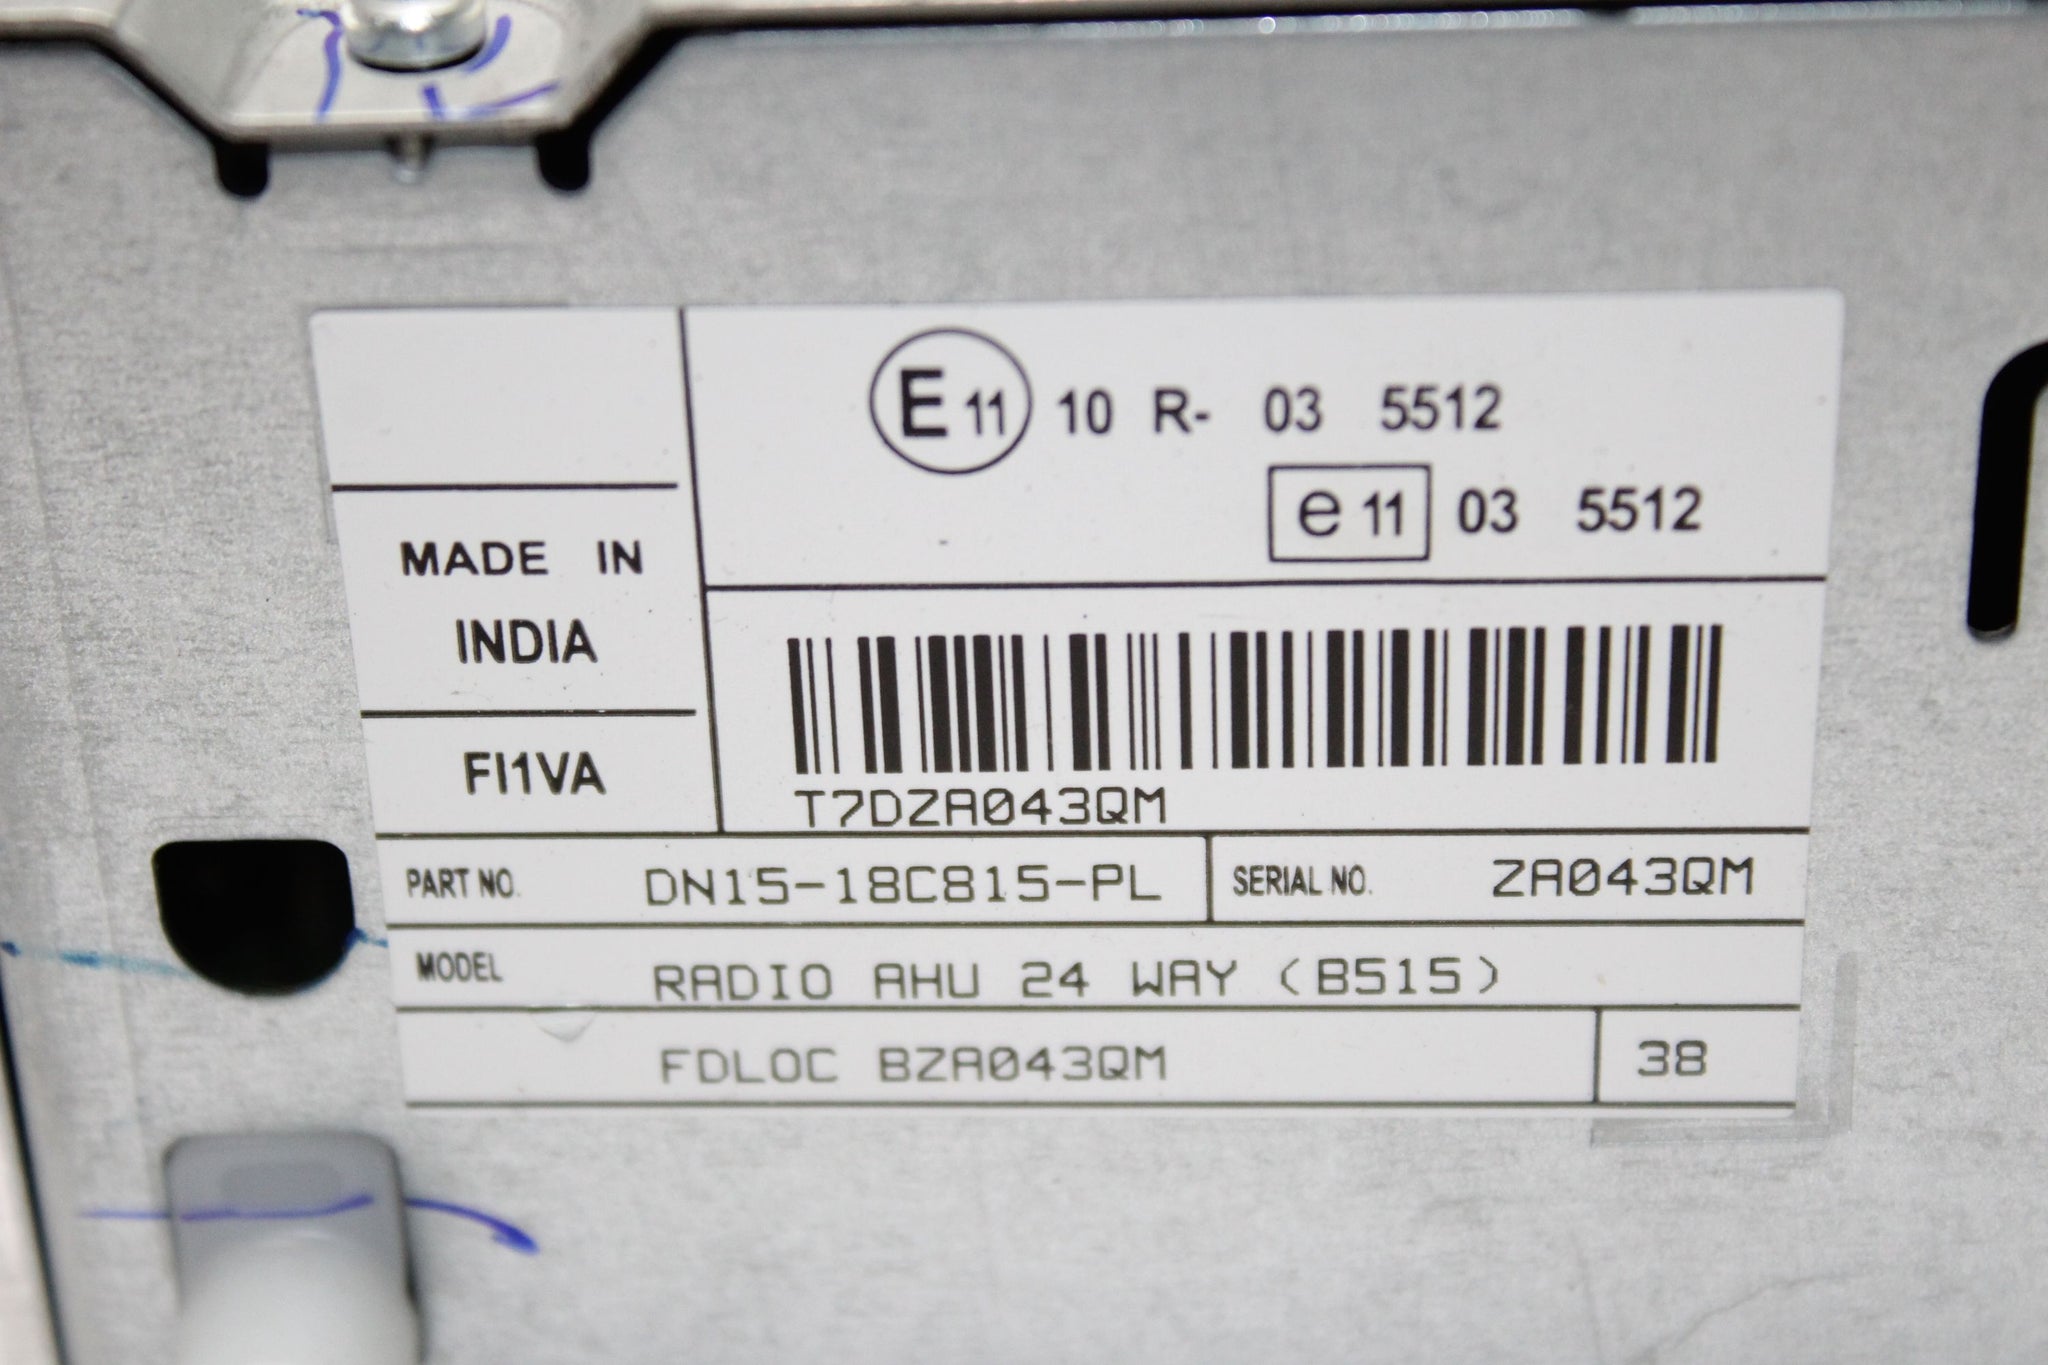 E 11 10 R- 03 5512
e 11 03 5512
MADE IN
INDIA
FI1VA
T7DZA043QM
PART NO. DN15-18C815-PL SERIAL NO. ZA043QM
MODEL RADIO AHU 24 WAY (B515)
FDLOC BZA043QM 38